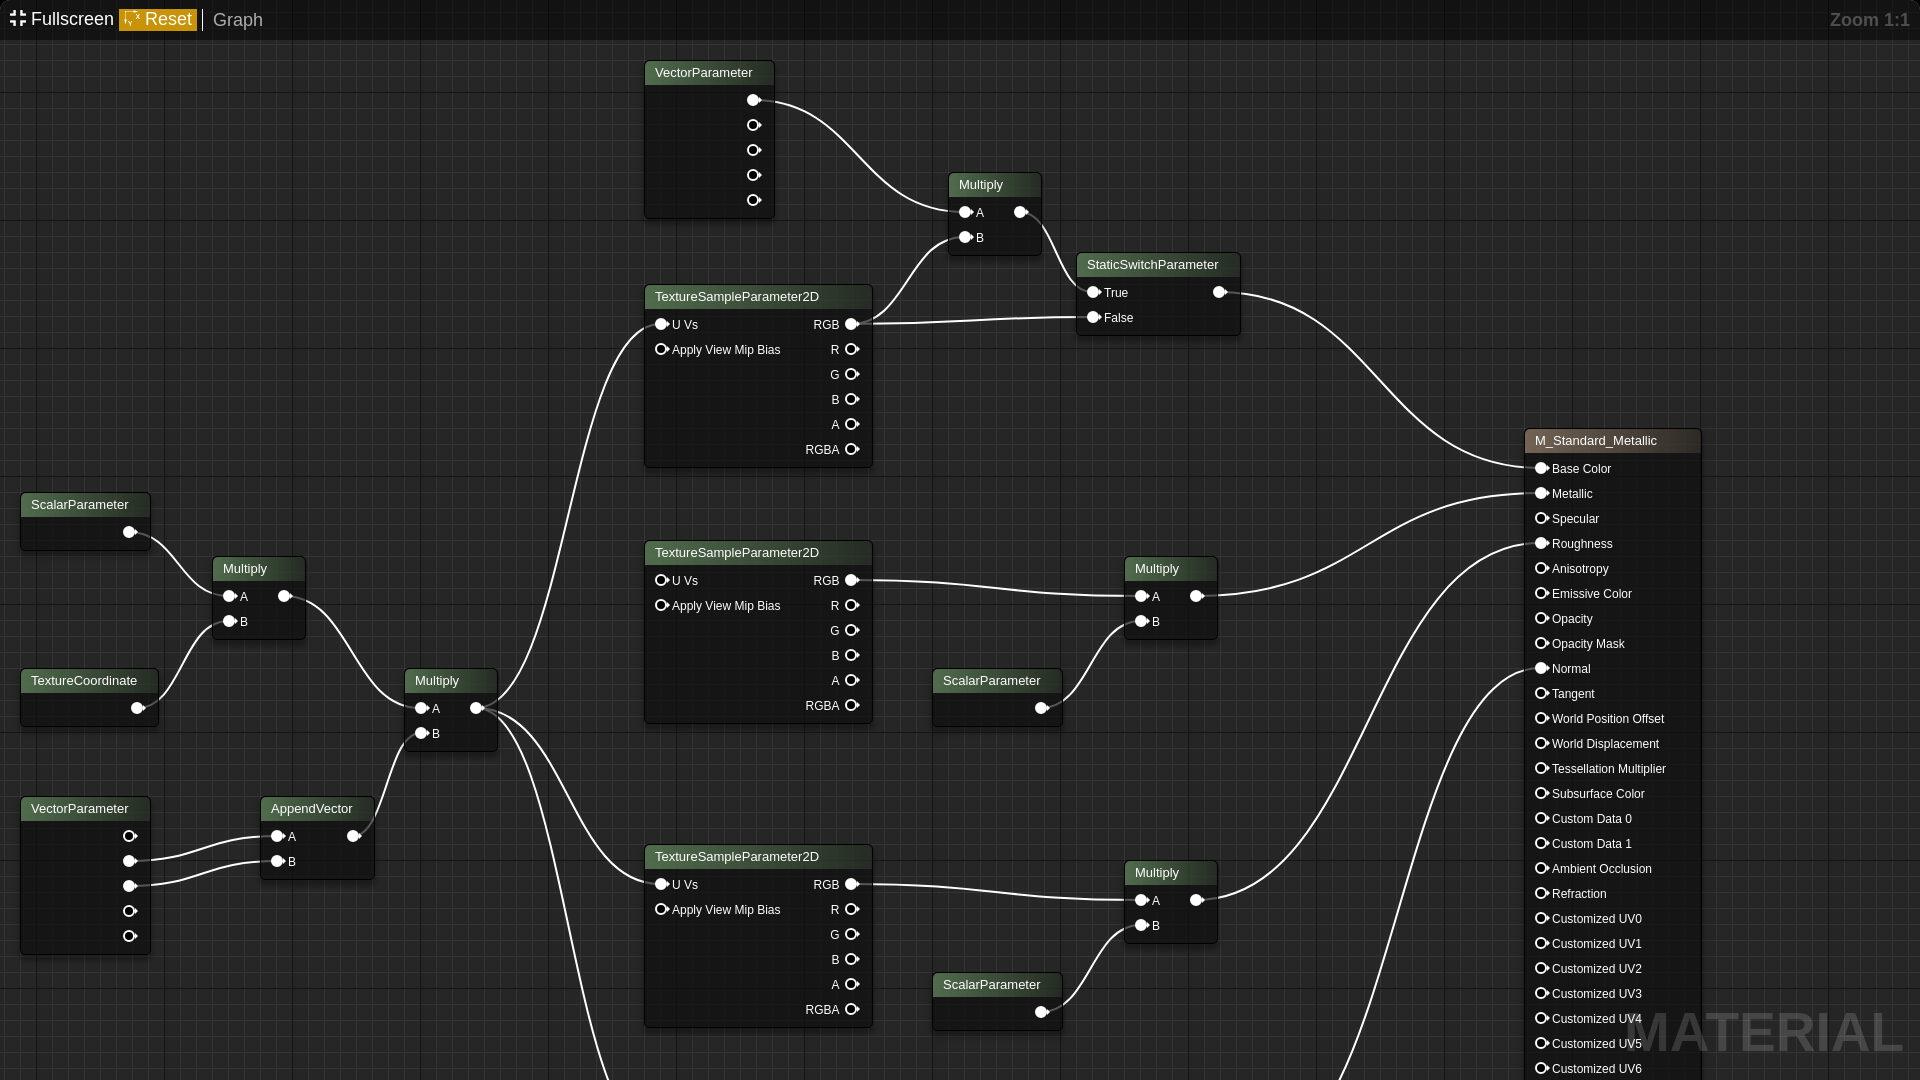 Fullscreen Reset Graph
Zoom 1:1
VectorParameter
Multiply
A
B
StaticSwitchParameter
True
False
TextureSampleParameter2D
U Vs RGB
Apply View Mip Bias R
G
B
A
RGBA
M_Standard_Metallic
Base Color
Metallic
Specular
Roughness
Anisotropy
Emissive Color
Opacity
Opacity Mask
Normal
Tangent
World Position Offset
World Displacement
Tessellation Multiplier
Subsurface Color
Custom Data 0
Custom Data 1
Ambient Occlusion
Refraction
Customized UV0
Customized UV1
Customized UV2
Customized UV3
Customized UV4
Customized UV5
Customized UV6
ScalarParameter
Multiply
A
B
TextureCoordinate
Multiply
A
B
VectorParameter
AppendVector
A
B
TextureSampleParameter2D
U Vs RGB
Apply View Mip Bias R
G
B
A
RGBA
Multiply
A
B
ScalarParameter
TextureSampleParameter2D
U Vs RGB
Apply View Mip Bias R
G
B
A
RGBA
Multiply
A
B
ScalarParameter
MATERIAL